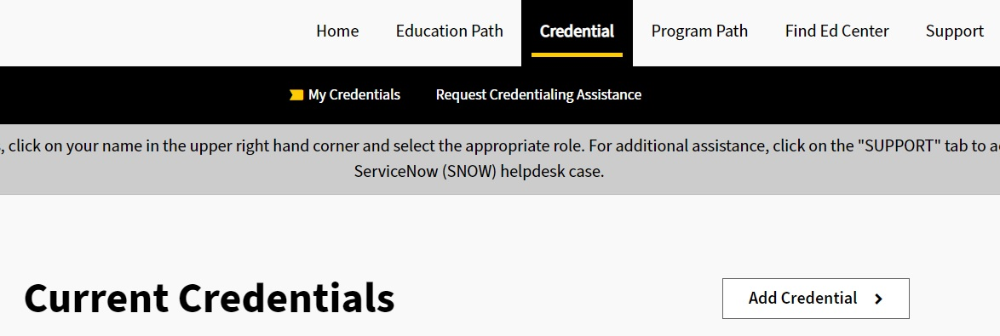 Home Education Path Credential Program Path Find Ed Center Support
My Credentials Request Credentialing Assistance
, click on your name in the upper right hand corner and select the appropriate role. For additional assistance, click on the "SUPPORT" tab to
ServiceNow (SNOW) helpdesk case.
Current Credentials
Add Credential